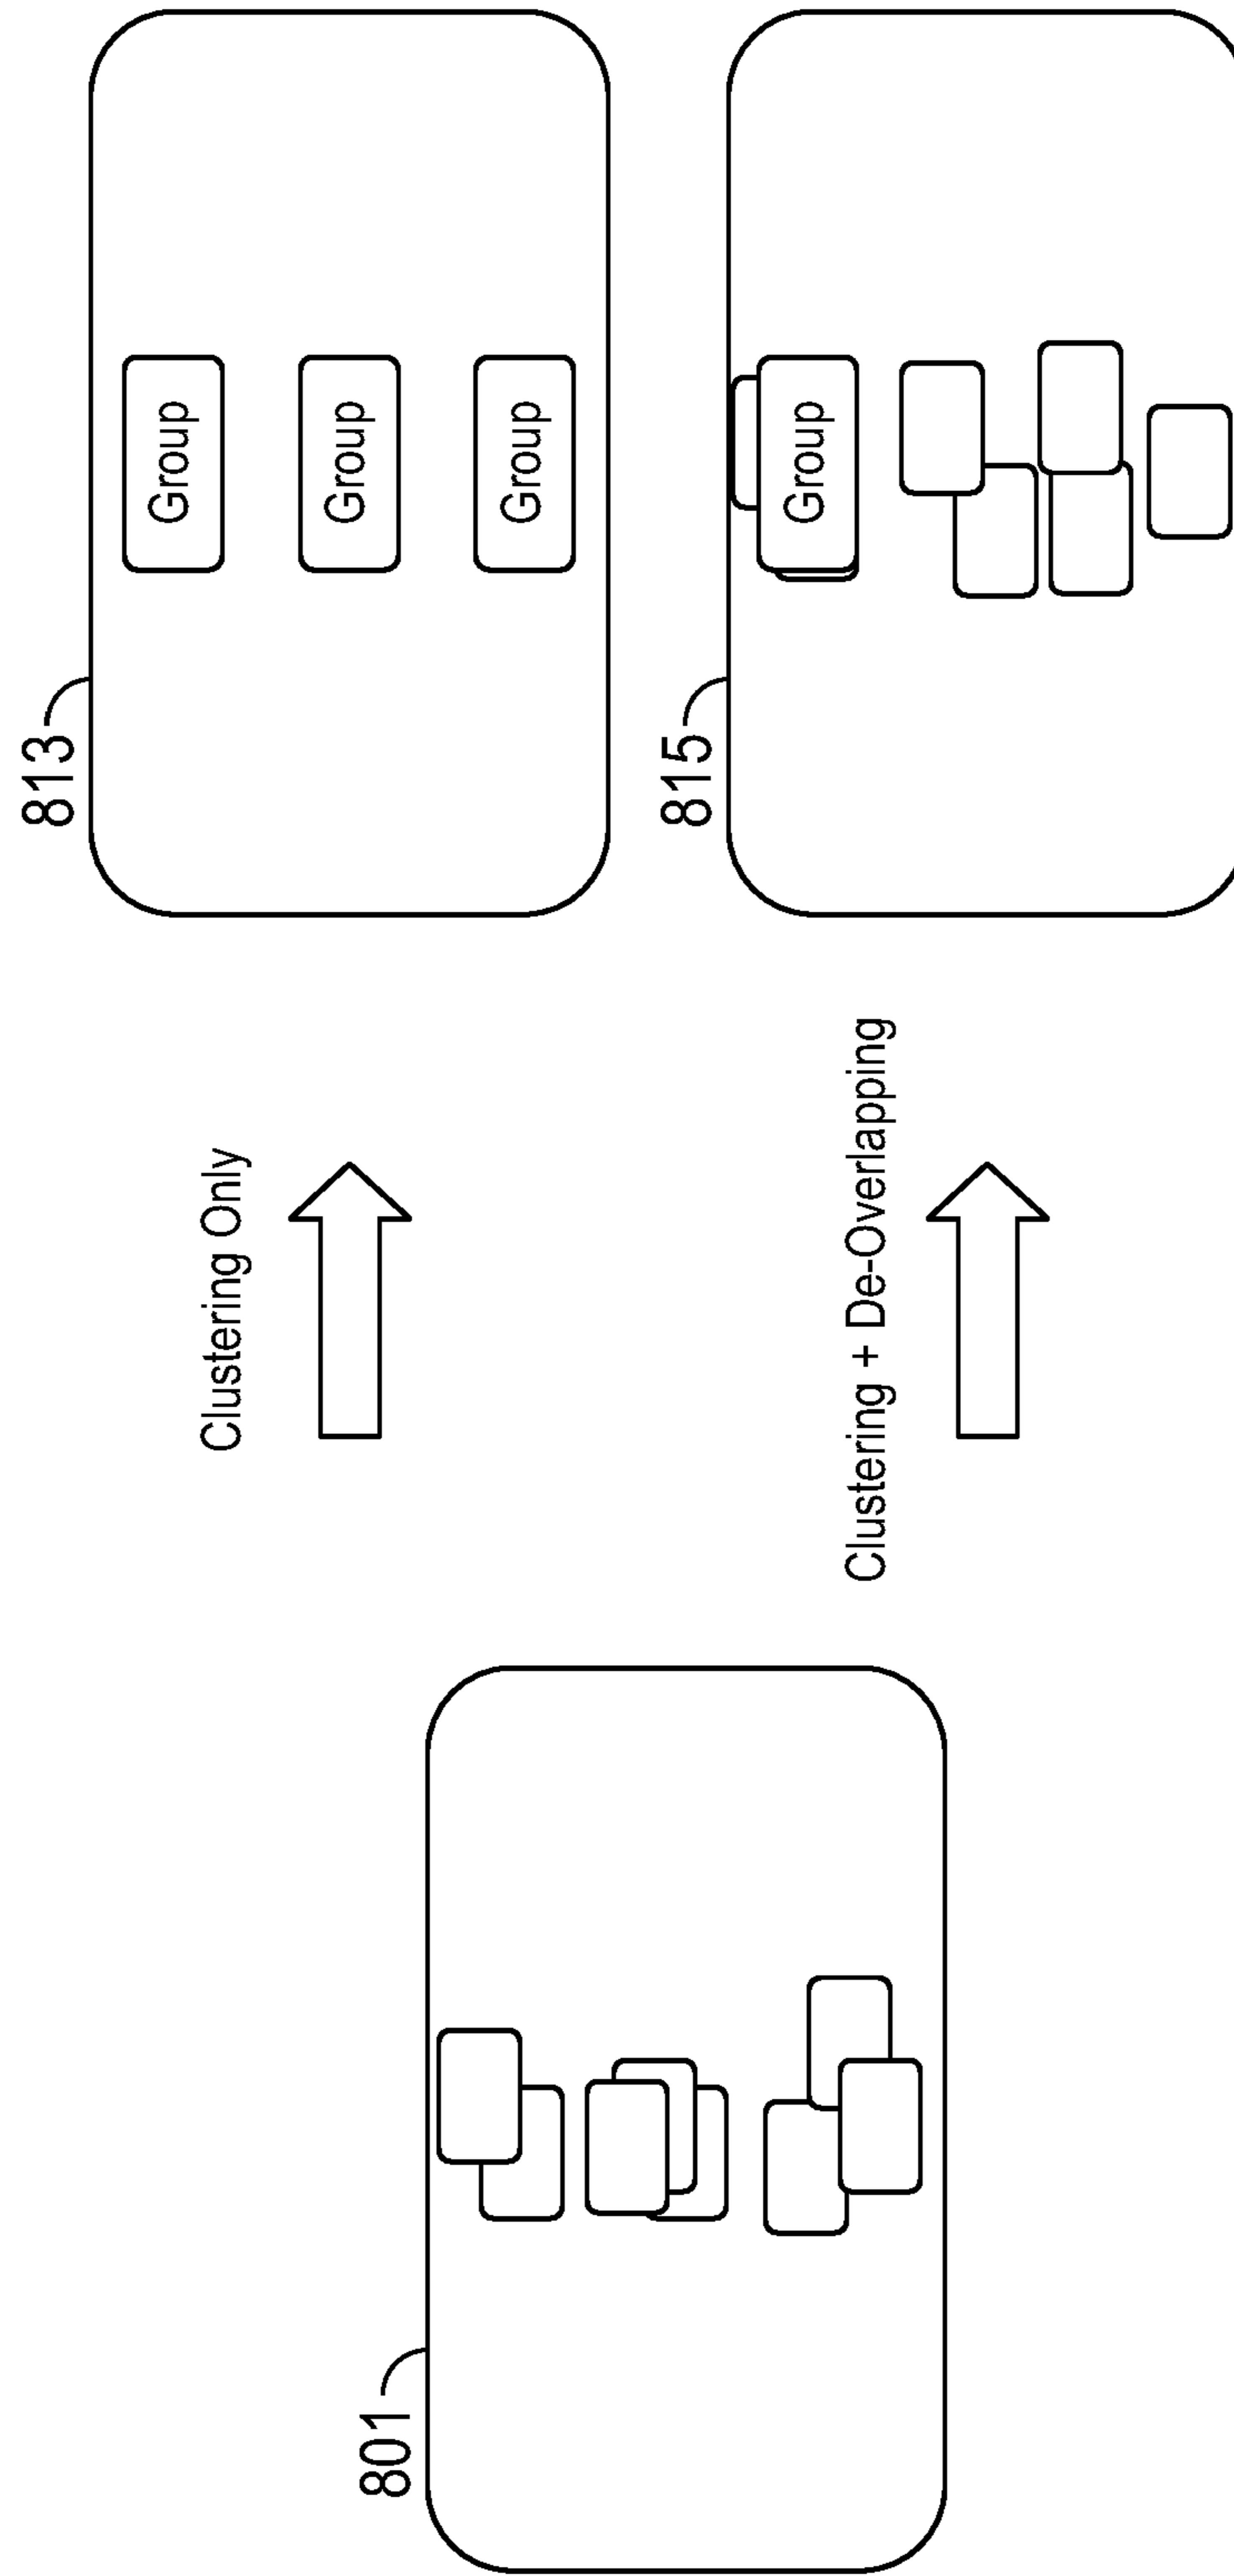 801
Clustering Only
813
Group
Group
Group
Clustering + De-Overlapping
815
Group